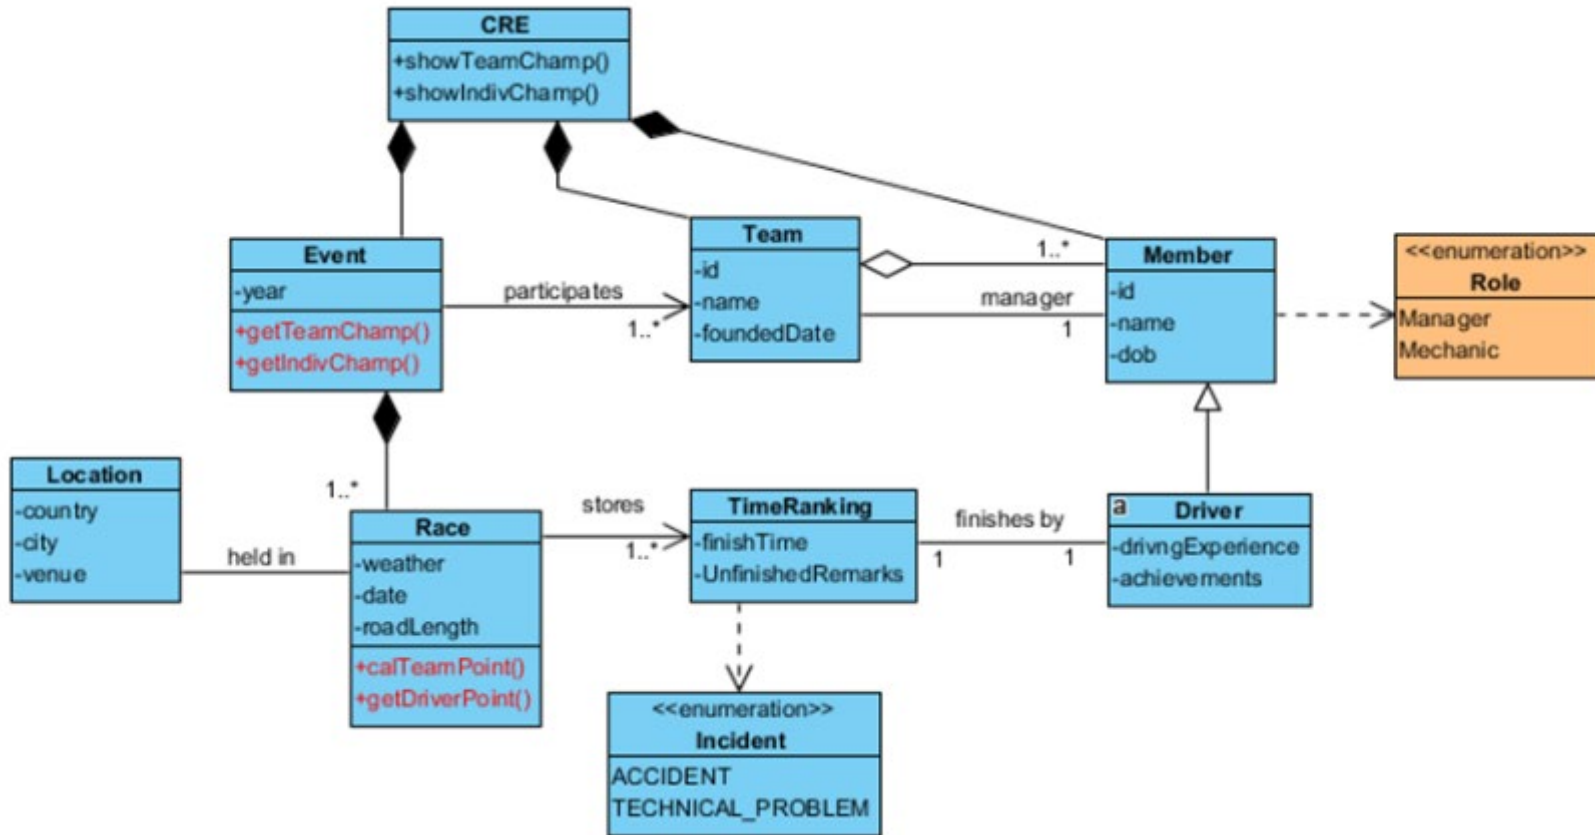 CRE
+showTeamChamp()
+showIndivChamp()
Event
-year
+getTeamChamp()
+getIndivChamp()
participates
1..*
Team
-id
-name
-foundedDate
1..*
manager
1
Member
-id
-name
-dob
<<enumeration>>
Role
Manager
Mechanic
Location
-country
-city
-venue
held in
1..*
Race
-weather
-date
-roadLength
+calTeamPoint()
+getDriverPoint()
stores
1..*
TimeRanking
-finishTime
-UnfinishedRemarks
finishes by
1
1
a
Driver
-drivngExperience
-achievements
<<enumeration>>
Incident
ACCIDENT
TECHNICAL_PROBLEM